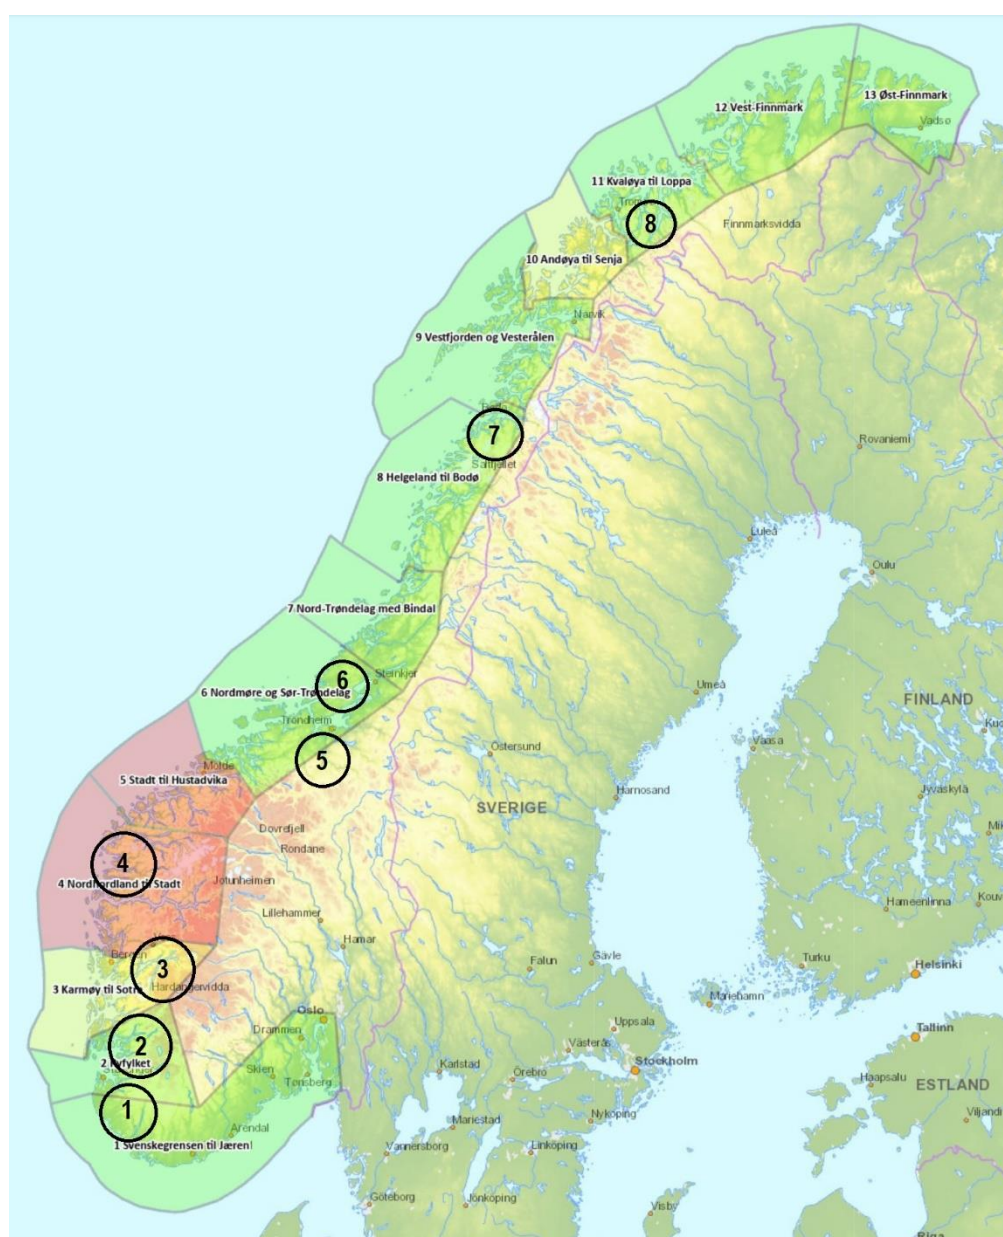 13 Øst-Finnmark
12 Vest-Finnmark
Vadsø
11 Kvaløya til Loppa
8
Finnmarksvidda
10 Andøya til Senja
Narvik
9 Vestfjorden og Vesterålen
7
Rovaniemi
Saltfjellet
8 Helgeland til Bodø
Luleå
Oulu
7 Nord-Trøndelag med Bindal
6
Steinkjer
6 Nordmøre og Sør-Trøndelag
Umeå
FINLAND
Trondheim
Vaasa
Östersund
5
Molde
5 Stadt til Hustadvika
Jyväskylä
Härnösand
SVERIGE
Dovrefjell
Rondane
4
4 Nordhordland til Stadt
Jotunheimen
Hämeenlinna
Lillehammer
Hamar
Bergen
Turku
Falun
Gävle
3
Helsinki
3 Karmøy til Sotra
Hardangervidda
Mariehamn
Oslo
Uppsala
Drammen
Tallinn
2
Västerås
2 Ryfylket
Stockholm
Skien
Karlstad
Örebro
Tønsberg
Haapsalu
ESTLAND
1
Mariestad
Nyköping
Viljandi
Arendal
1 Svenskegrensen til Jæren
Vänersborg
Linköping
Göteborg
Jönköping
Visby
Riga